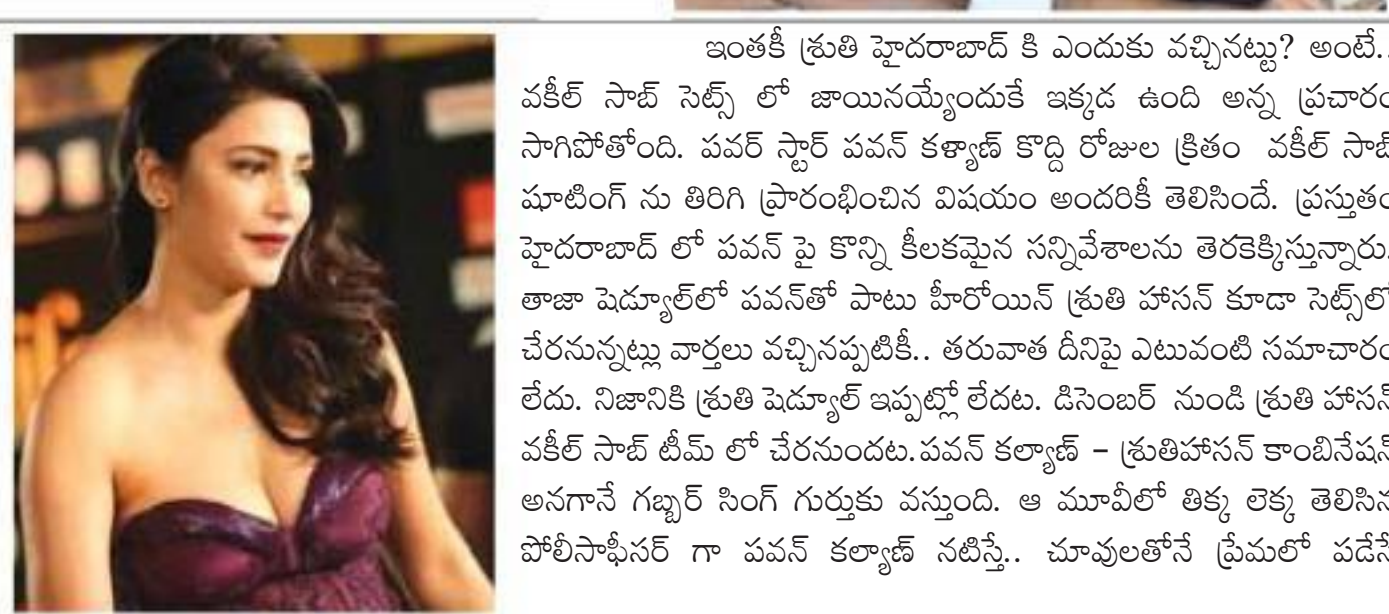 ఇంతకీ శ్రుతి హైదరాబాద్ కి ఎందుకు వచ్చినట్టు? అంటే..
వకీల్ సాబ్ సెట్స్ లో జాయినయ్యేందుకే ఇక్కడ ఉంది అన్న ప్రచారం
సాగిపోతోంది. పవర్ స్టార్ పవన్ కళ్యాణ్ కొద్ది రోజుల క్రితం వకీల్ సాబ్
షూటింగ్ ను తిరిగి ప్రారంభించిన విషయం అందరికీ తెలిసిందే. ప్రస్తుతం
హైదరాబాద్ లో పవన్ పై కొన్ని కీలకమైన సన్నివేశాలను తెరకెక్కిస్తున్నారు.
తాజా షెడ్యూల్‌లో పవన్‌తో పాటు హీరోయిన్ శ్రుతి హాసన్ కూడా సెట్స్‌లో
చేరనున్నట్లు వార్తలు వచ్చినప్పటికీ.. తరువాత దీనిపై ఎటువంటి సమాచారం
లేదు. నిజానికి శ్రుతి షెడ్యూల్ ఇప్పట్లో లేదట. డిసెంబర్ నుండి శ్రుతి హాసన్
వకీల్ సాబ్ టీమ్ లో చేరనుందట.పవన్ కల్యాణ్ – శ్రుతిహాసన్ కాంబినేషన్
అనగానే గబ్బర్ సింగ్ గుర్తుకు వస్తుంది. ఆ మూవీలో తిక్క లెక్క తెలిసిన
పోలీసాఫీసర్ గా పవన్ కల్యాణ్ నటిస్తే.. చూవులతోనే ప్రేమలో పడేసే